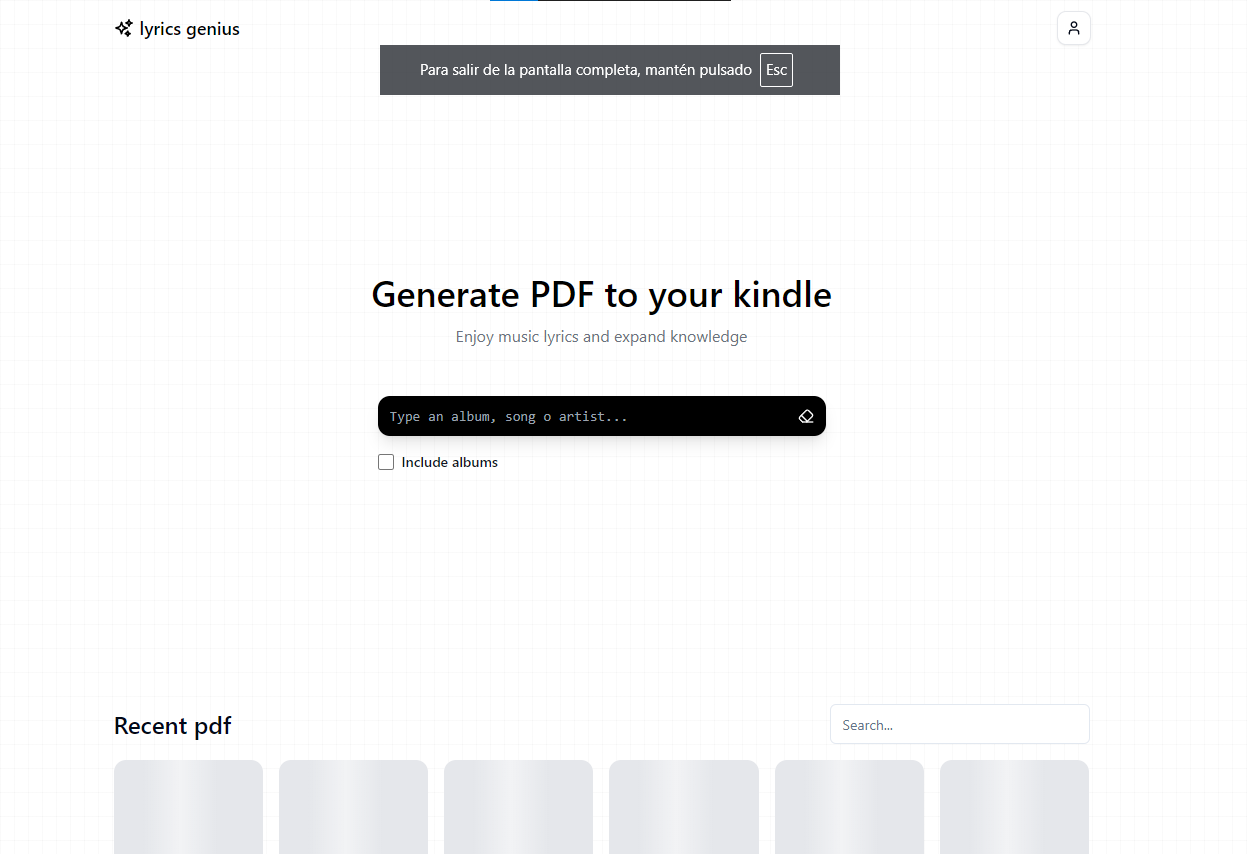 lyrics genius
Para salir de la pantalla completa, mantén pulsado Esc
Generate PDF to your kindle
Enjoy music lyrics and expand knowledge
Type an album, song o artist...
Include albums
Recent pdf
Search...